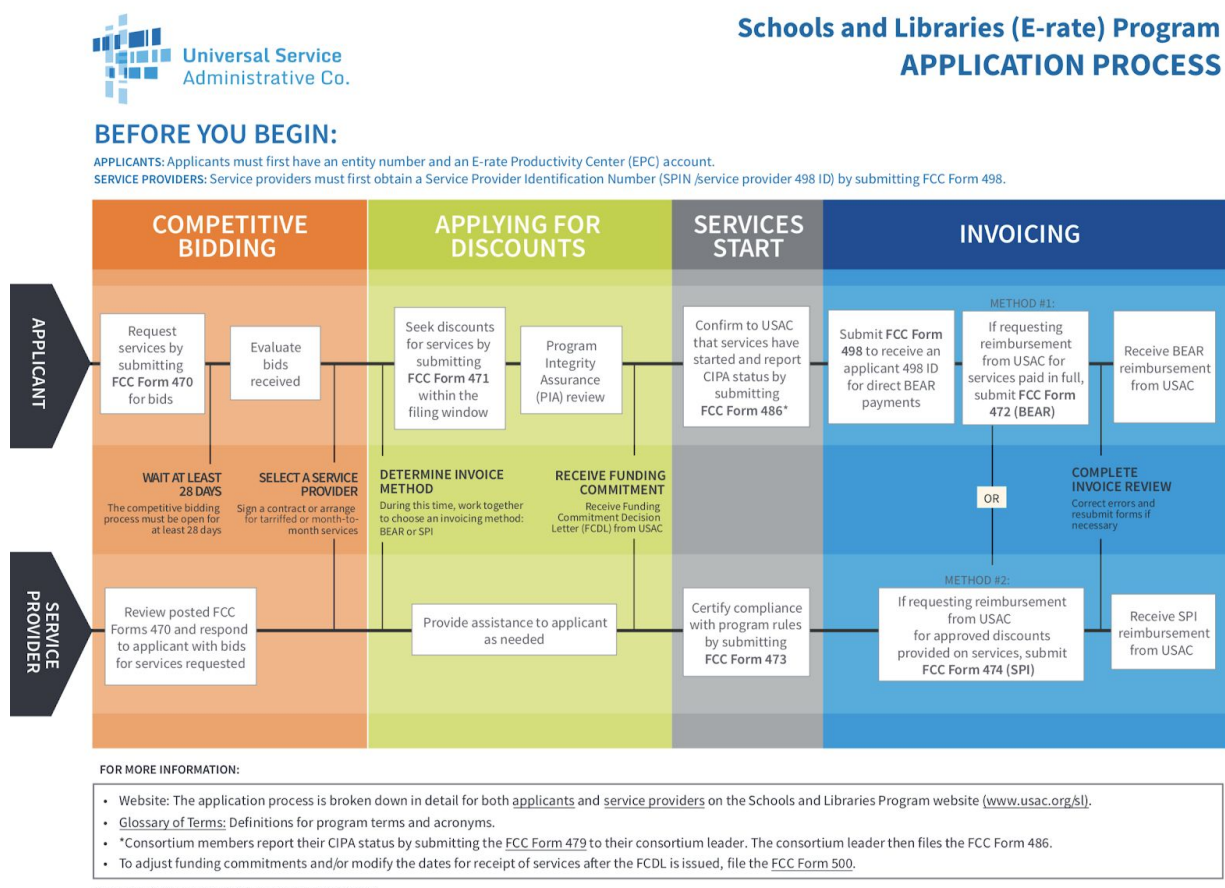 Universal Service
Administrative Co.
Schools and Libraries (E-rate) Program
APPLICATION PROCESS
BEFORE YOU BEGIN:
APPLICANTS: Applicants must first have an entity number and an E-rate Productivity Center (EPC) account.
SERVICE PROVIDERS: Service providers must first obtain a Service Provider Identification Number (SPIN /service provider 498 ID) by submitting FCC Form 498.
COMPETITIVE
BIDDING
APPLYING FOR
DISCOUNTS
SERVICES
START
INVOICING
APPLICANT
Request
services by
submitting
FCC Form 470
for bids
Evaluate
bids
received
Seek discounts
for services by
submitting
FCC Form 471
within the
filing window
Program
Integrity
Assurance
(PIA) review
Confirm to USAC
that services have
started and report
CIPA status by
submitting
FCC Form 486*
Submit FCC Form
498 to receive an
applicant 498 ID
for direct BEAR
payments
METHOD #1:
If requesting
reimbursement
from USAC for
services paid in full,
submit FCC Form
472 (BEAR)
Receive BEAR
reimbursement
from USAC
WAIT AT LEAST
28 DAYS
The competitive bidding
process must be open for
at least 28 days
SELECT A SERVICE
PROVIDER
Sign a contract or arrange
for tarriffed or month-to-
month services
DETERMINE INVOICE
METHOD
During this time, work together
to choose an invoicing method:
BEAR or SPI
RECEIVE FUNDING
COMMITMENT
Receive Funding
Commitment Decision
Letter (FCDL) from USAC
OR
COMPLETE
INVOICE REVIEW
Correct errors and
resubmit forms if
necessary
SERVICE
PROVIDER
Review posted FCC
Forms 470 and respond
to applicant with bids
for services requested
Provide assistance to applicant
as needed
Certify compliance
with program rules
by submitting
FCC Form 473
METHOD #2:
If requesting reimbursement
from USAC
for approved discounts
provided on services, submit
FCC Form 474 (SPI)
Receive SPI
reimbursement
from USAC
FOR MORE INFORMATION:
• Website: The application process is broken down in detail for both applicants and service providers on the Schools and Libraries Program website (www.usac.org/sl).
• Glossary of Terms: Definitions for program terms and acronyms.
• *Consortium members report their CIPA status by submitting the FCC Form 479 to their consortium leader. The consortium leader then files the FCC Form 486.
• To adjust funding commitments and/or modify the dates for receipt of services after the FCDL is issued, file the FCC Form 500.